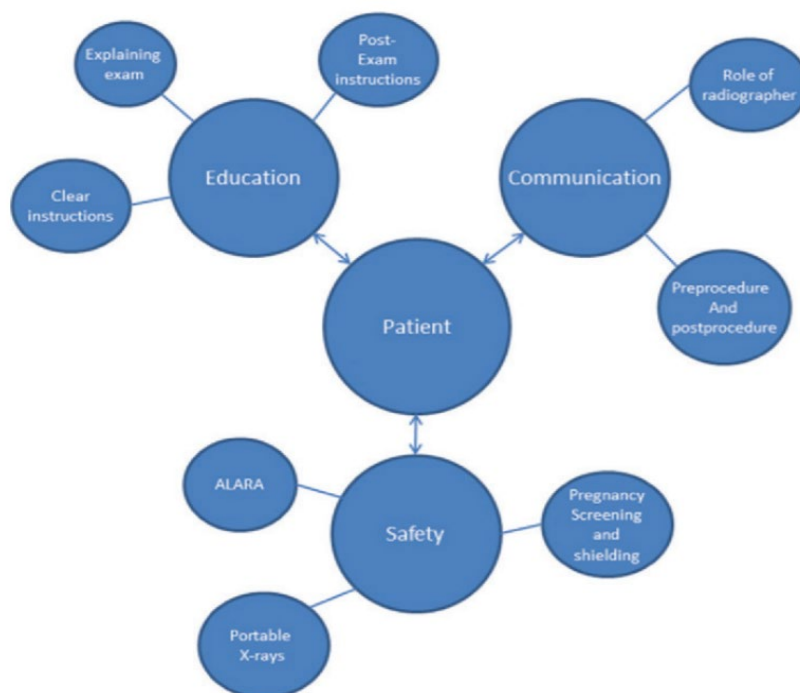 Explaining
exam
Post-
Exam
instructions
Role of
radiographer
Education
Communication
Clear
instructions
Preprocedure
And
postprocedure
Patient
ALARA
Pregnancy
Screening
and
shielding
Safety
Portable
X-rays